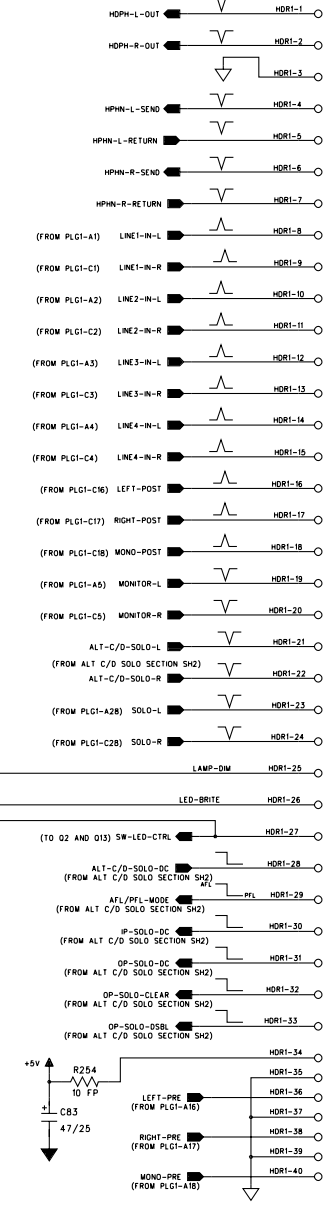 HDPH-L-OUT HDR1-1
HDPH-R-OUT HDR1-2
HDR1-3
HPHN-L-SEND HDR1-4
HPHN-L-RETURN HDR1-5
HPHN-R-SEND HDR1-6
HPHN-R-RETURN HDR1-7
(FROM PLG1-A1) LINE1-IN-L HDR1-8
(FROM PLG1-C1) LINE1-IN-R HDR1-9
(FROM PLG1-A2) LINE2-IN-L HDR1-10
(FROM PLG1-C2) LINE2-IN-R HDR1-11
(FROM PLG1-A3) LINE3-IN-L HDR1-12
(FROM PLG1-C3) LINE3-IN-R HDR1-13
(FROM PLG1-A4) LINE4-IN-L HDR1-14
(FROM PLG1-C4) LINE4-IN-R HDR1-15
(FROM PLG1-C16) LEFT-POST HDR1-16
(FROM PLG1-C17) RIGHT-POST HDR1-17
(FROM PLG1-C18) MONO-POST HDR1-18
(FROM PLG1-A5) MONITOR-L HDR1-19
(FROM PLG1-C5) MONITOR-R HDR1-20
ALT-C/D-SOLO-L HDR1-21
(FROM ALT C/D SOLO SECTION SH2)
ALT-C/D-SOLO-R HDR1-22
(FROM PLG1-A28) SOLO-L HDR1-23
(FROM PLG1-C28) SOLO-R HDR1-24
LAMP-DIM HDR1-25
LED-BRITE HDR1-26
(TO Q2 AND Q13) SW-LED-CTRL HDR1-27
ALT-C/D-SOLO-DC HDR1-28
(FROM ALT C/D SOLO SECTION SH2)
AFL/PFL-MODE AFL PFL HDR1-29
(FROM ALT C/D SOLO SECTION SH2)
IP-SOLO-DC HDR1-30
(FROM ALT C/D SOLO SECTION SH2)
OP-SOLO-DC HDR1-31
(FROM ALT C/D SOLO SECTION SH2)
OP-SOLO-CLEAR HDR1-32
(FROM ALT C/D SOLO SECTION SH2)
OP-SOLO-DSBL HDR1-33
(FROM ALT C/D SOLO SECTION SH2)
+5V HDR1-34
R254 HDR1-35
10 FP
LEFT-PRE HDR1-36
(FROM PLG1-A16)
+ C83 HDR1-37
47/25
RIGHT-PRE HDR1-38
(FROM PLG1-A17)
HDR1-39
MONO-PRE HDR1-40
(FROM PLG1-A18)